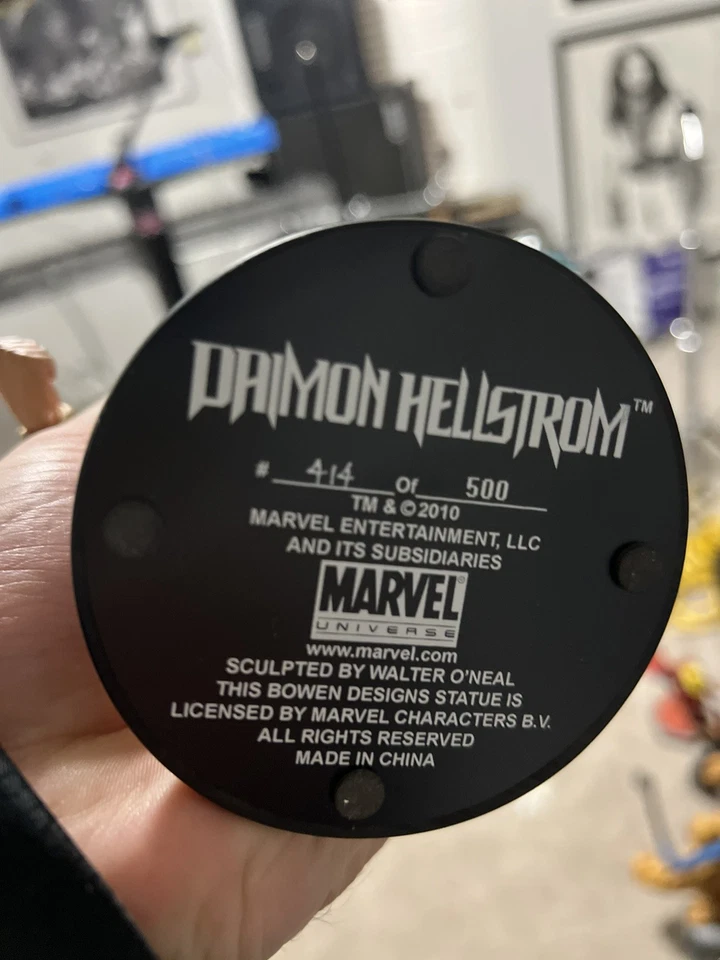 DAIMON HELLSTROM™
# 414 Of 500
TM & © 2010
MARVEL ENTERTAINMENT, LLC
AND ITS SUBSIDIARIES
MARVEL®
UNIVERSE
www.marvel.com
SCULPTED BY WALTER O'NEAL
THIS BOWEN DESIGNS STATUE IS
LICENSED BY MARVEL CHARACTERS B.V.
ALL RIGHTS RESERVED
MADE IN CHINA